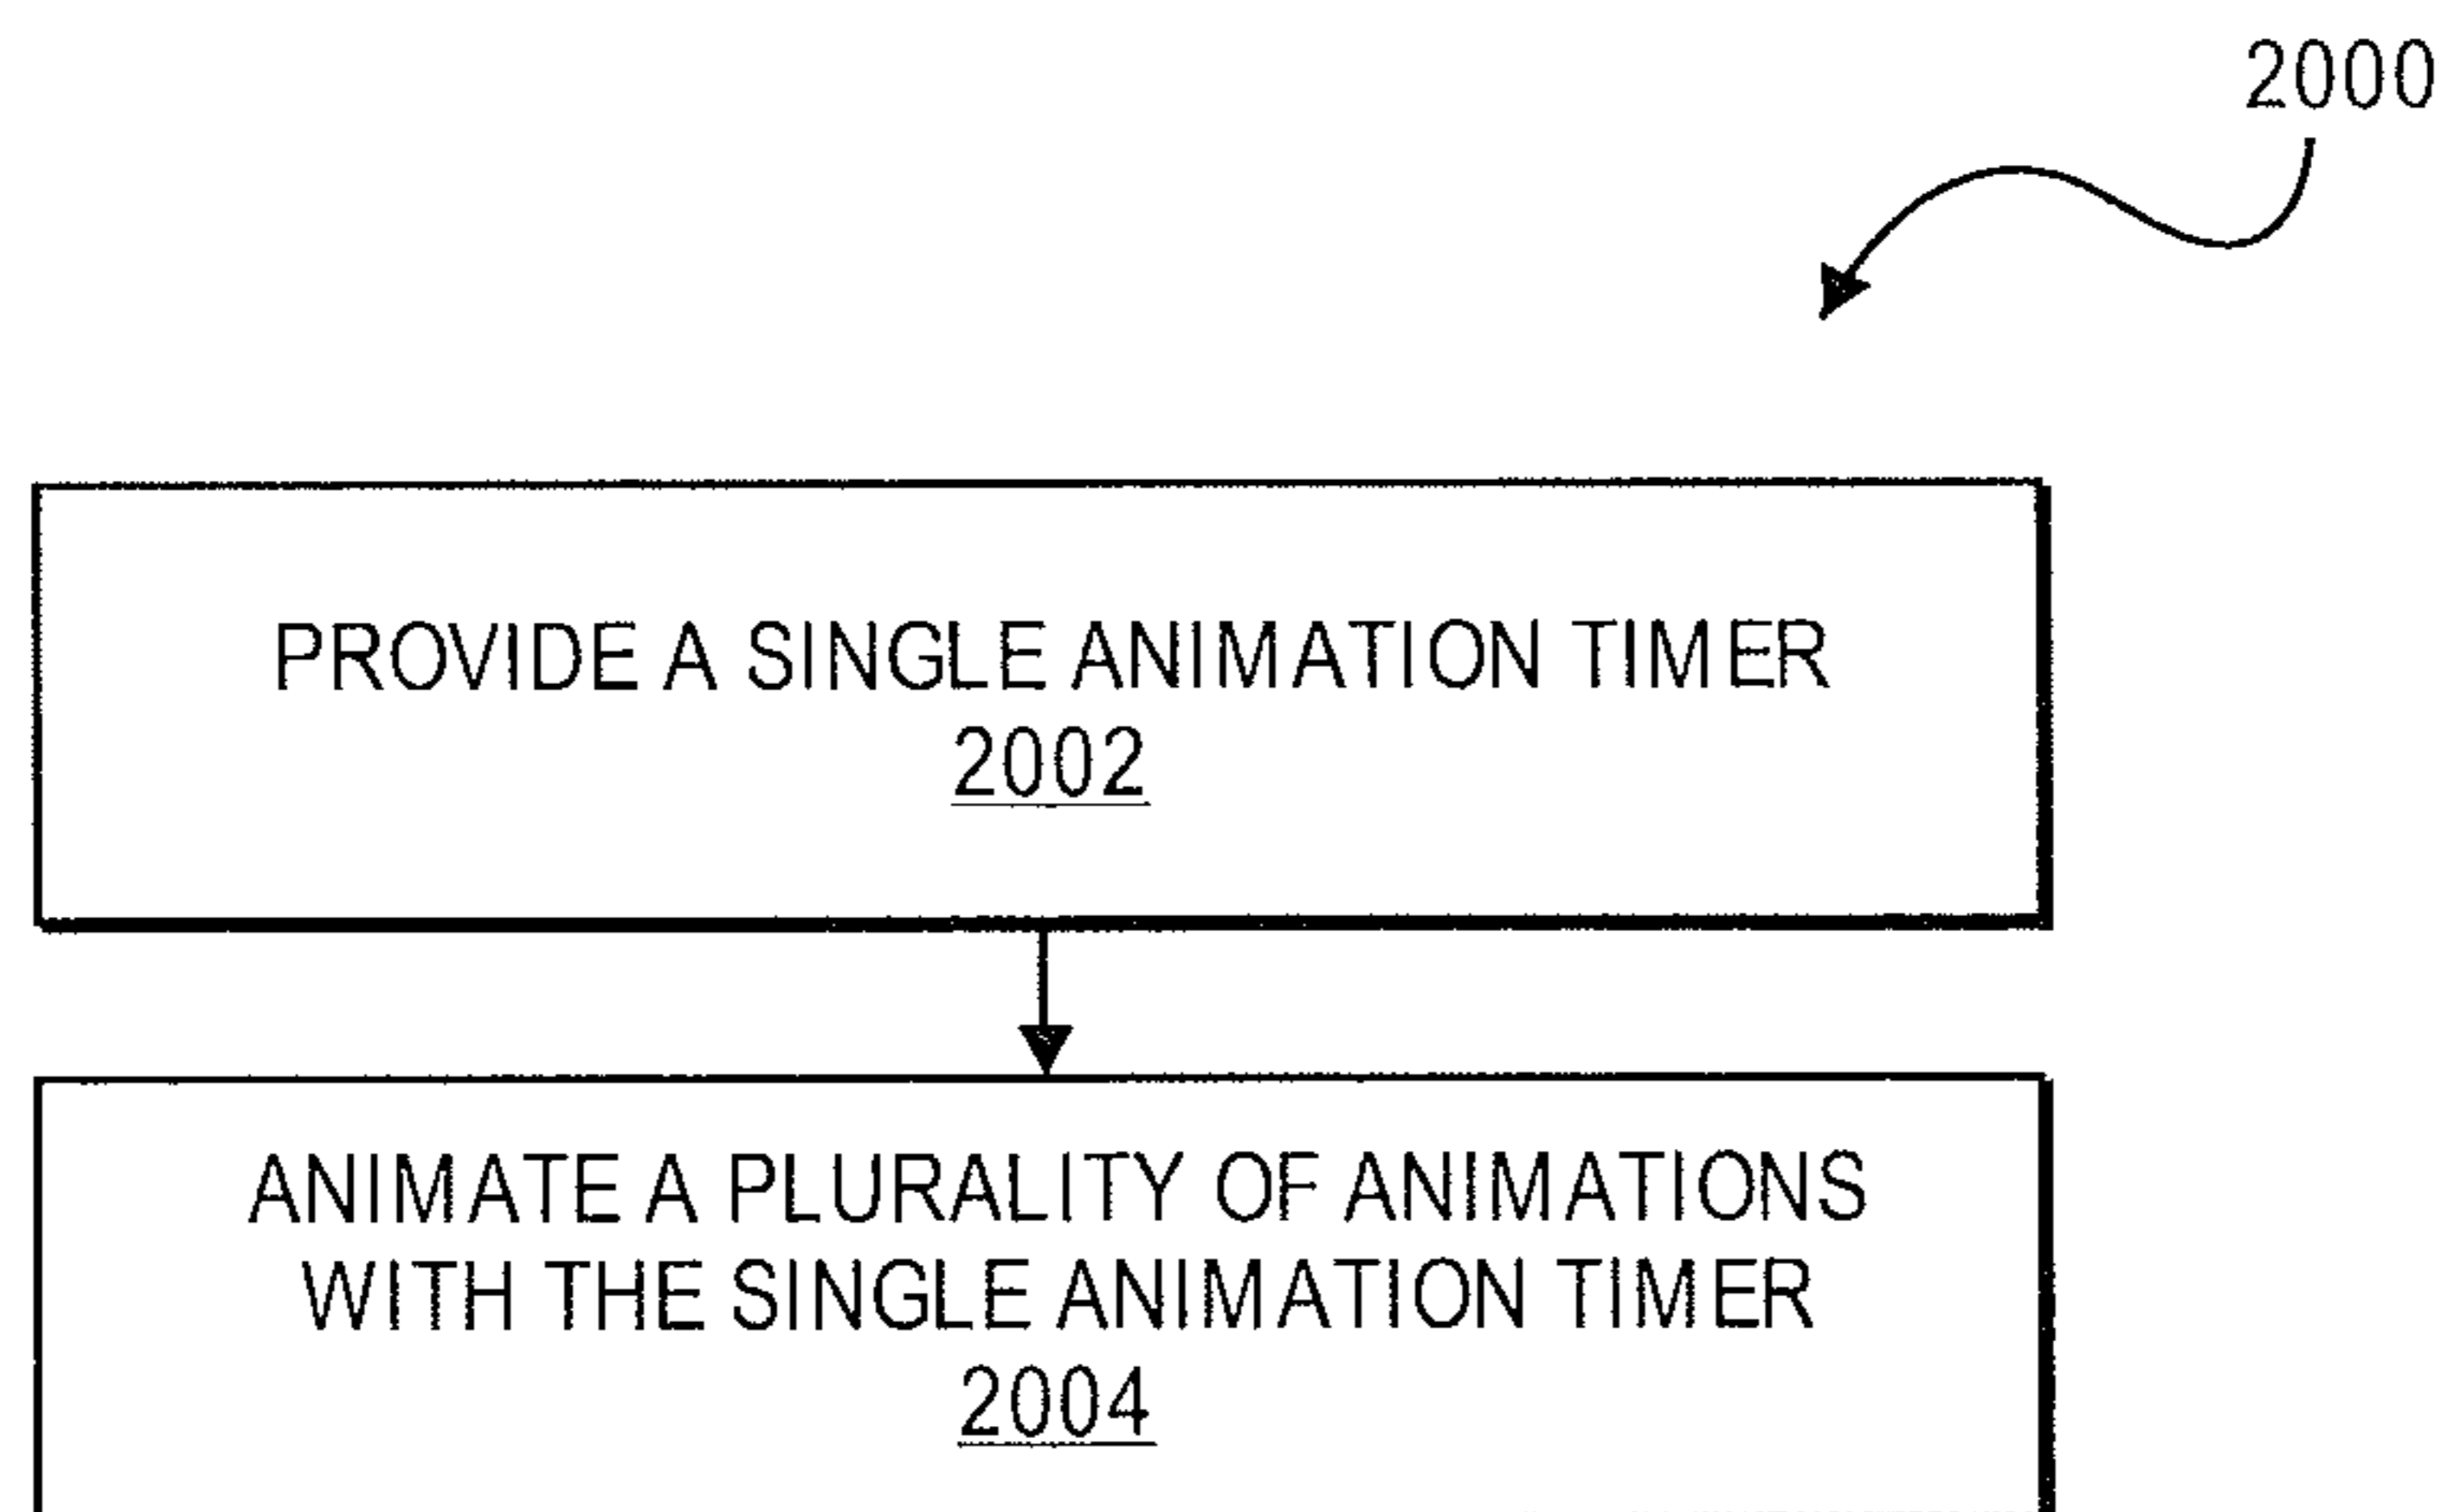 2000
PROVIDE A SINGLE ANIMATION TIMER
2002
ANIMATE A PLURALITY OF ANIMATIONS
WITH THE SINGLE ANIMATION TIMER
2004